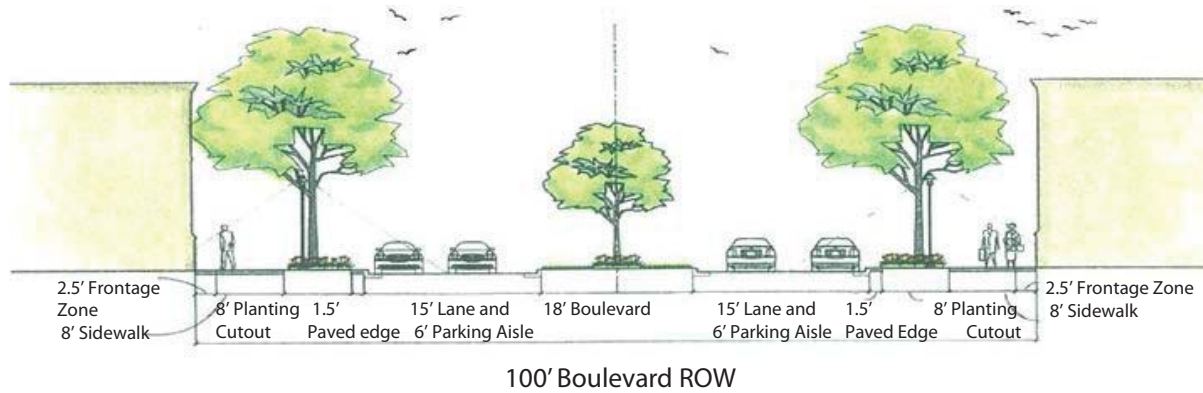 2.5’ Frontage
Zone
8’ Sidewalk
8’ Planting
Cutout
1.5’
Paved edge
15’ Lane and
6’ Parking Aisle
18’ Boulevard
15’ Lane and
6’ Parking Aisle
1.5’
Paved Edge
8’ Planting
Cutout
2.5’ Frontage Zone
8’ Sidewalk
100’ Boulevard ROW